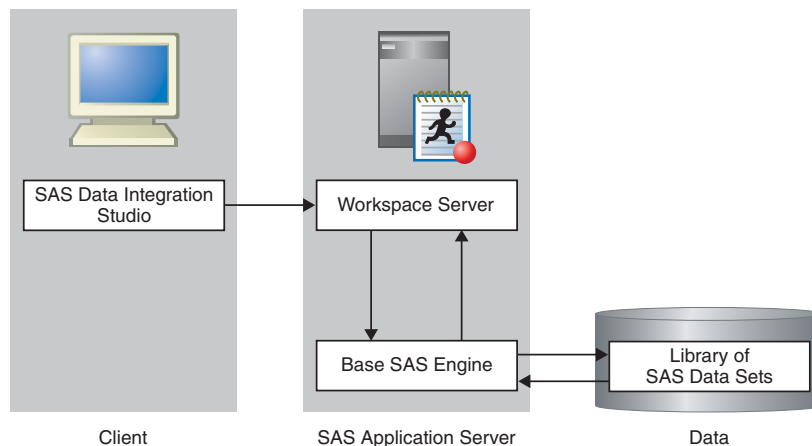 SAS Data Integration
Studio
Workspace Server
Base SAS Engine
Library of
SAS Data Sets
Client
SAS Application Server
Data